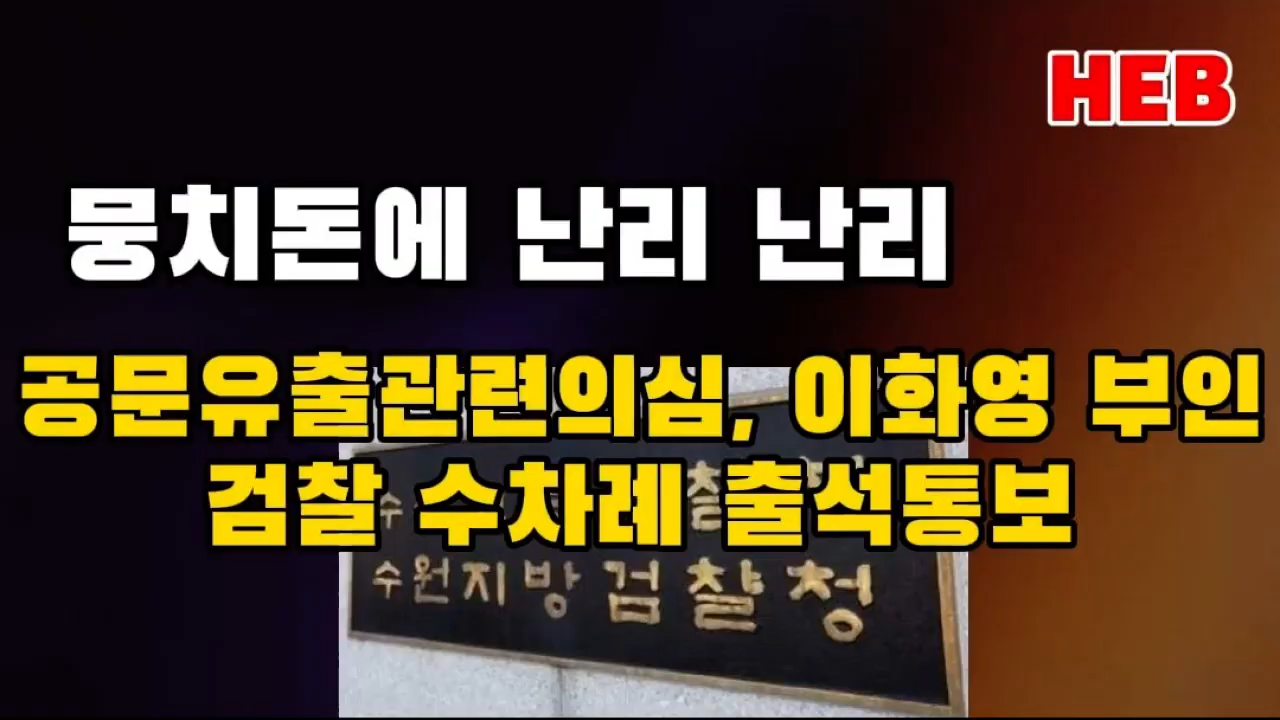 HEB
뭉치돈에 난리 난리
공문유출관련의심, 이화영 부인
검찰 수차례 출석통보
수원지방검찰청